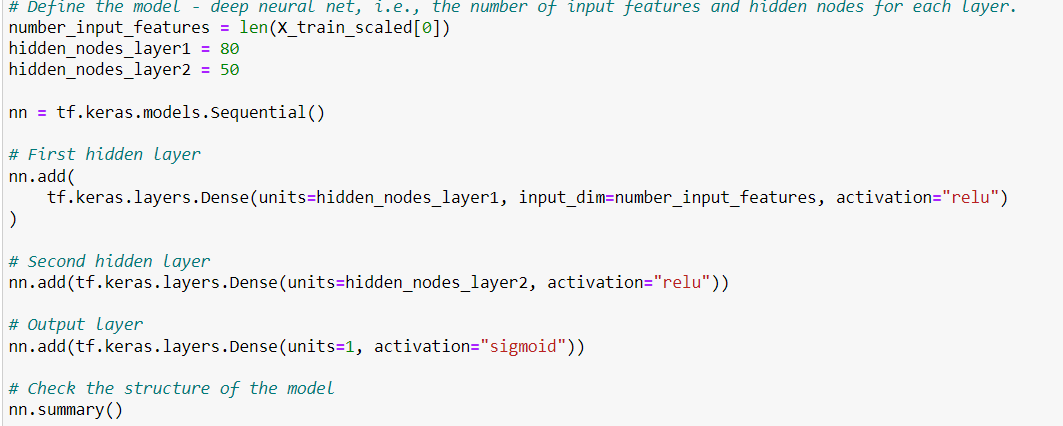 # Define the model - deep neural net, i.e., the number of input features and hidden nodes for each layer.
number_input_features = len(X_train_scaled[0])
hidden_nodes_layer1 = 80
hidden_nodes_layer2 = 50

nn = tf.keras.models.Sequential()

# First hidden layer
nn.add(
    tf.keras.layers.Dense(units=hidden_nodes_layer1, input_dim=number_input_features, activation="relu")
)

# Second hidden layer
nn.add(tf.keras.layers.Dense(units=hidden_nodes_layer2, activation="relu"))

# Output layer
nn.add(tf.keras.layers.Dense(units=1, activation="sigmoid"))

# Check the structure of the model
nn.summary()